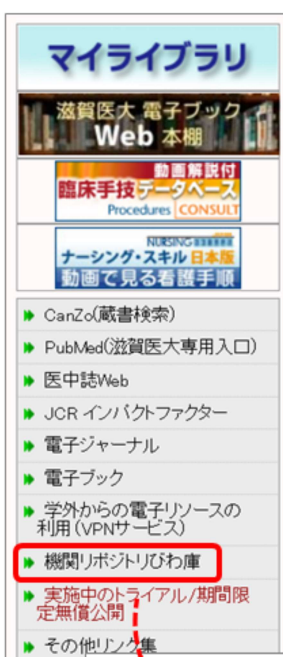 マイライブラリ
滋賀医大 電子ブック
Web 本棚
動画解説付
臨床手技データベース
Procedures CONSULT
NURSING
ナーシング・スキル 日本版
動画で見る看護手順
CanZo(蔵書検索)
PubMed(滋賀医大専用入口)
医中誌Web
JCR インパクトファクター
電子ジャーナル
電子ブック
学外からの電子リソースの
利用(VPNサービス)
機関リポジトリびわ庫
実施中のトライアル/期間限
定無償公開
その他リンク集